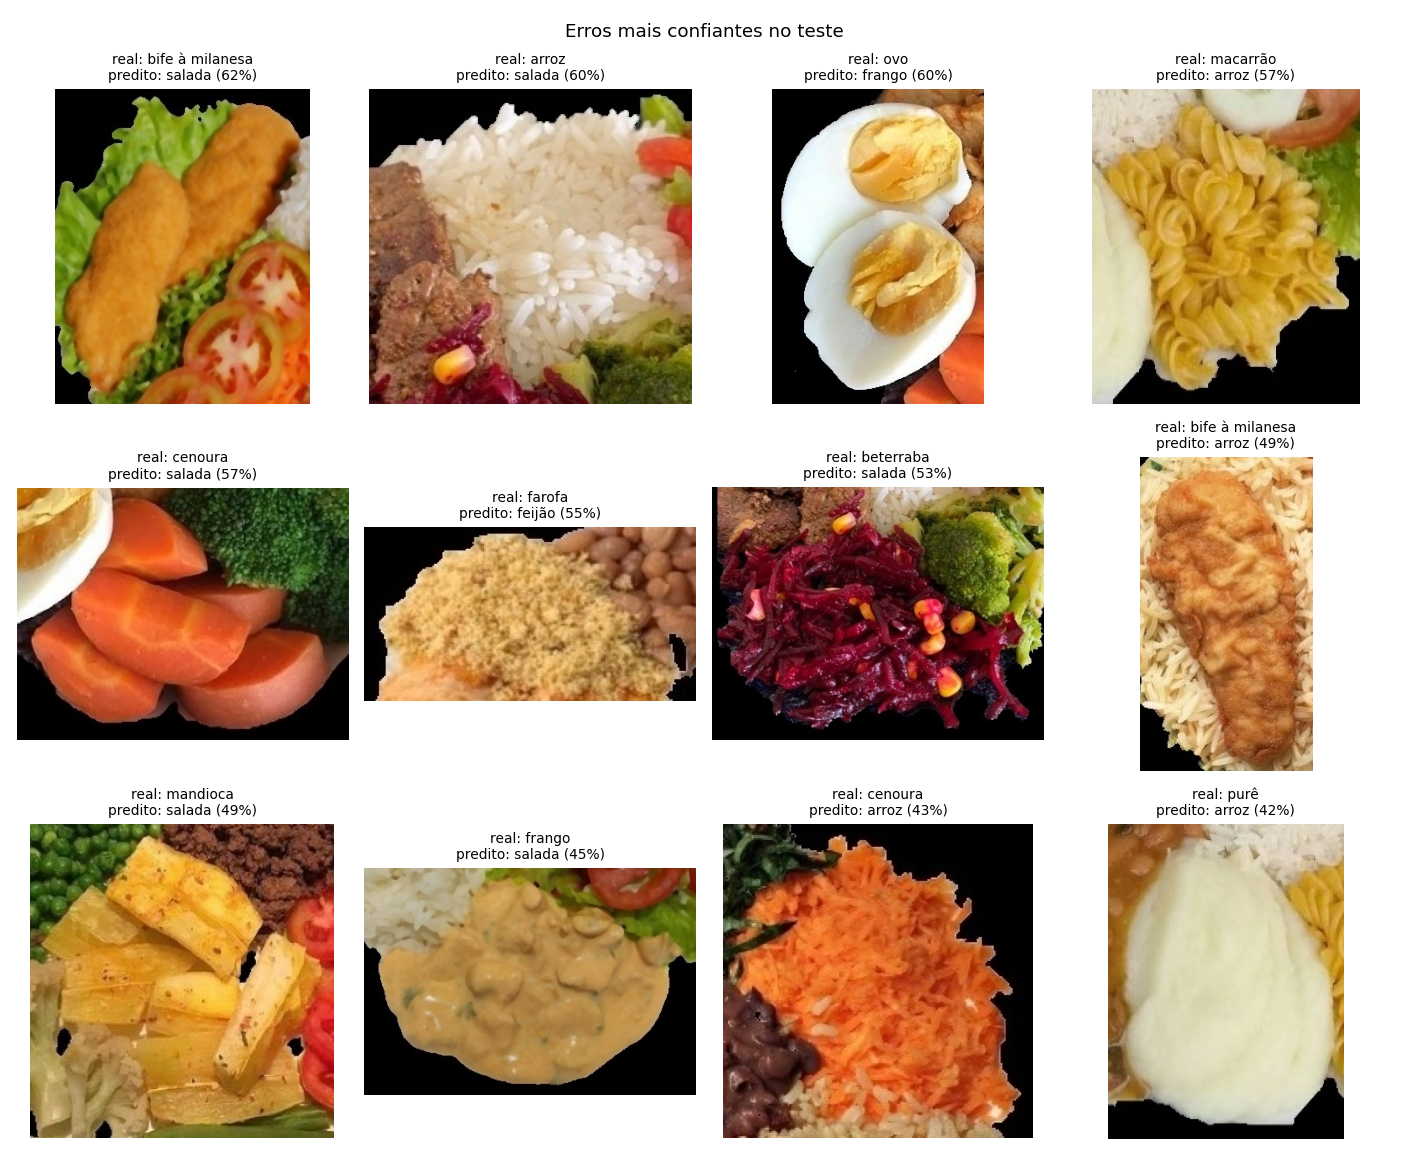 Erros mais confiantes no teste
real: bife à milanesa
predito: salada (62%)
real: arroz
predito: salada (60%)
real: ovo
predito: frango (60%)
real: macarrão
predito: arroz (57%)
real: cenoura
predito: salada (57%)
real: farofa
predito: feijão (55%)
real: beterraba
predito: salada (53%)
real: bife à milanesa
predito: arroz (49%)
real: mandioca
predito: salada (49%)
real: frango
predito: salada (45%)
real: cenoura
predito: arroz (43%)
real: purê
predito: arroz (42%)